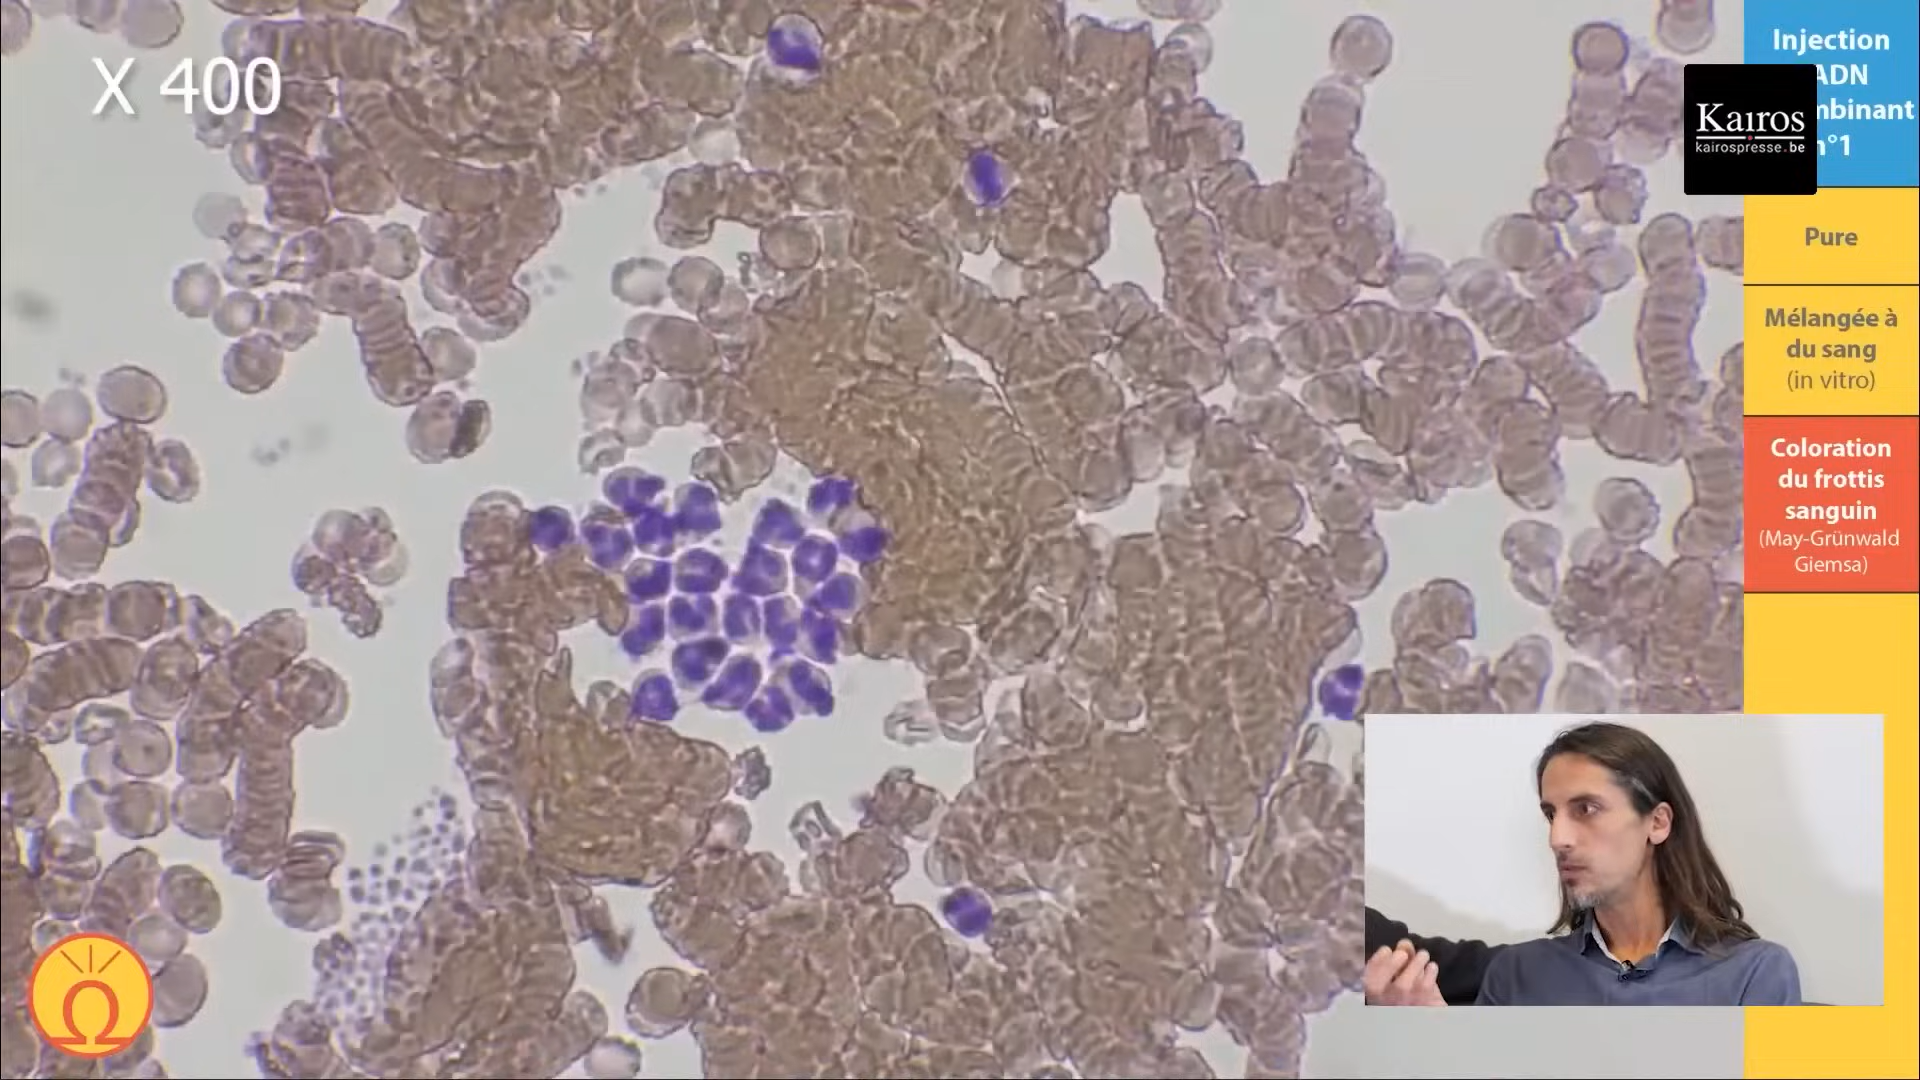 X 400
Injection
ADN
mbinant
n°1
Kairos
kairospresse.be
Pure
Mélangée à
du sang
(in vitro)
Coloration
du frottis
sanguin
(May-Grünwald
Giemsa)